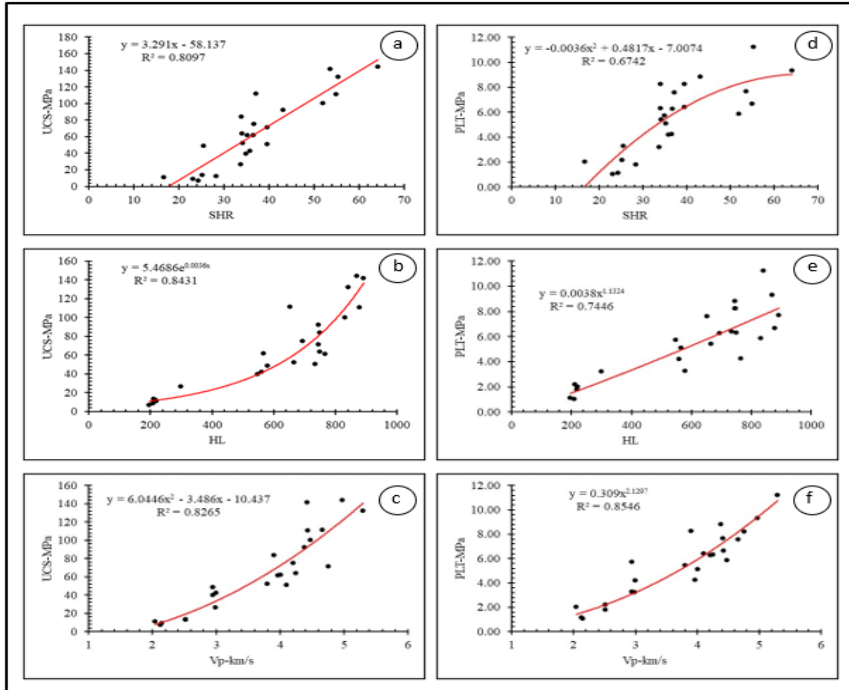 a
y = 3.291x - 58.137
R² = 0.8097
UCS-MPa
180
160
140
120
100
80
60
40
20
0
0 10 20 30 40 50 60 70
SHR
d
y = -0.0036x² + 0.4817x - 7.0074
R² = 0.6742
PLT-MPa
12.00
10.00
8.00
6.00
4.00
2.00
0.00
0 10 20 30 40 50 60 70
SHR
b
y = 5.4686e^0.0036x
R² = 0.8431
UCS-MPa
160
140
120
100
80
60
40
20
0
0 200 400 600 800 1000
HL
e
y = 0.0038x^1.1324
R² = 0.7446
PLT-MPa
12.00
10.00
8.00
6.00
4.00
2.00
0.00
0 200 400 600 800 1000
HL
c
y = 6.0446x² - 3.486x - 10.437
R² = 0.8265
UCS-MPa
160
140
120
100
80
60
40
20
0
1 2 3 4 5 6
Vp-km/s
f
y = 0.309x^2.1297
R² = 0.8546
PLT-MPa
12.00
10.00
8.00
6.00
4.00
2.00
0.00
1 2 3 4 5 6
Vp-km/s